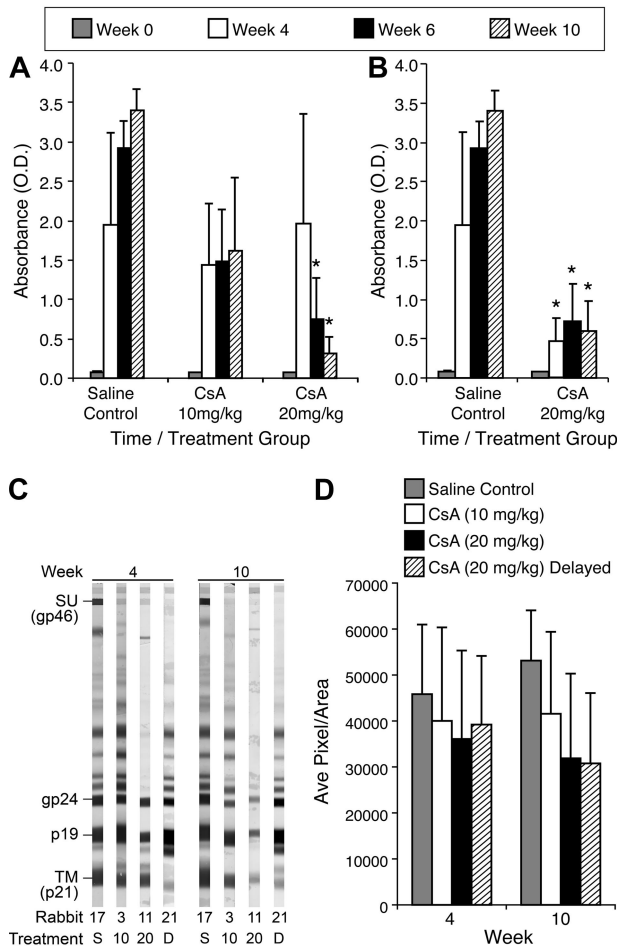 Week 0 Week 4 Week 6 Week 10
A
Absorbance (O.D.)
4.0
3.5
3.0
2.5
2.0
1.5
1.0
0.5
0.0
* *
Saline Control
CsA 10mg/kg
CsA 20mg/kg
Time / Treatment Group
B
Absorbance (O.D.)
4.0
3.5
3.0
2.5
2.0
1.5
1.0
0.5
0.0
* * *
Saline Control
CsA 20mg/kg
Time / Treatment Group
C
Week 4 10
SU
(gp46)
gp24
p19
TM
(p21)
Rabbit 17 3 11 21 17 3 11 21
Treatment S 10 20 D S 10 20 D
D
Saline Control
CsA (10 mg/kg)
CsA (20 mg/kg)
CsA (20 mg/kg) Delayed
Ave Pixel/Area
70000
60000
50000
40000
30000
20000
10000
0
4 10
Week